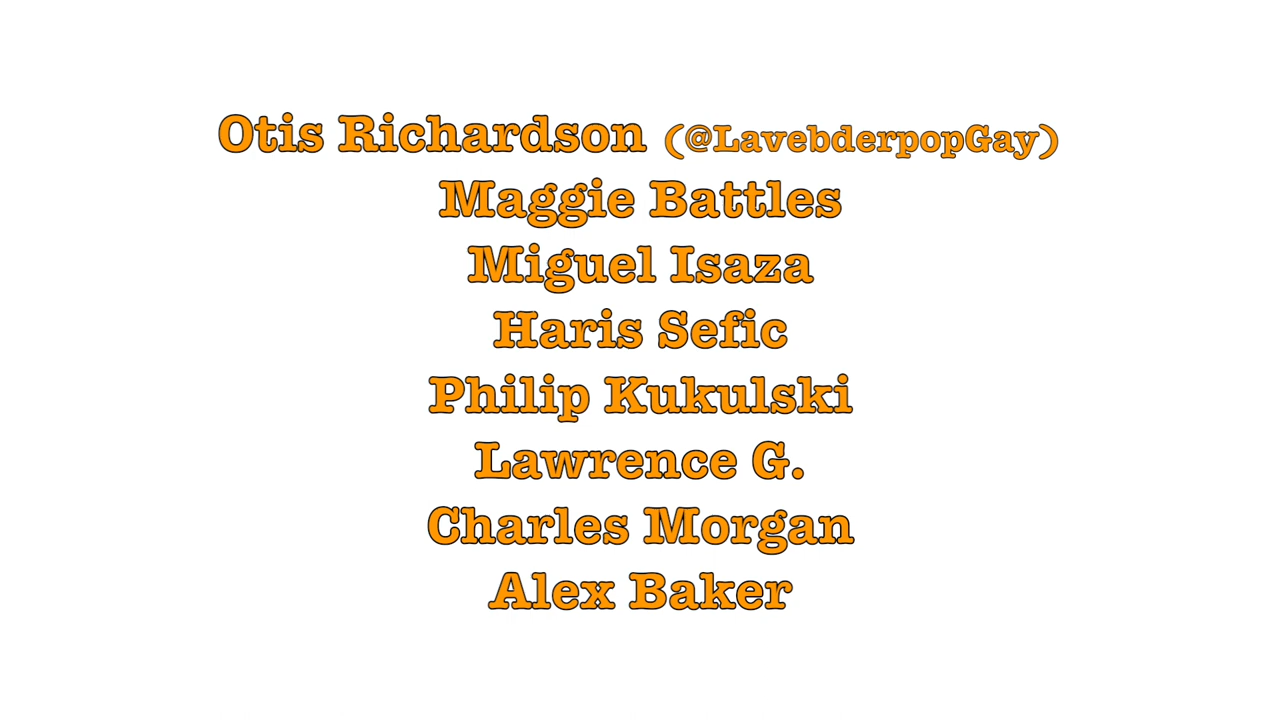 Otis Richardson (@LavebderpopGay)
Maggie Battles
Miguel Isaza
Haris Sefic
Philip Kukulski
Lawrence G.
Charles Morgan
Alex Baker